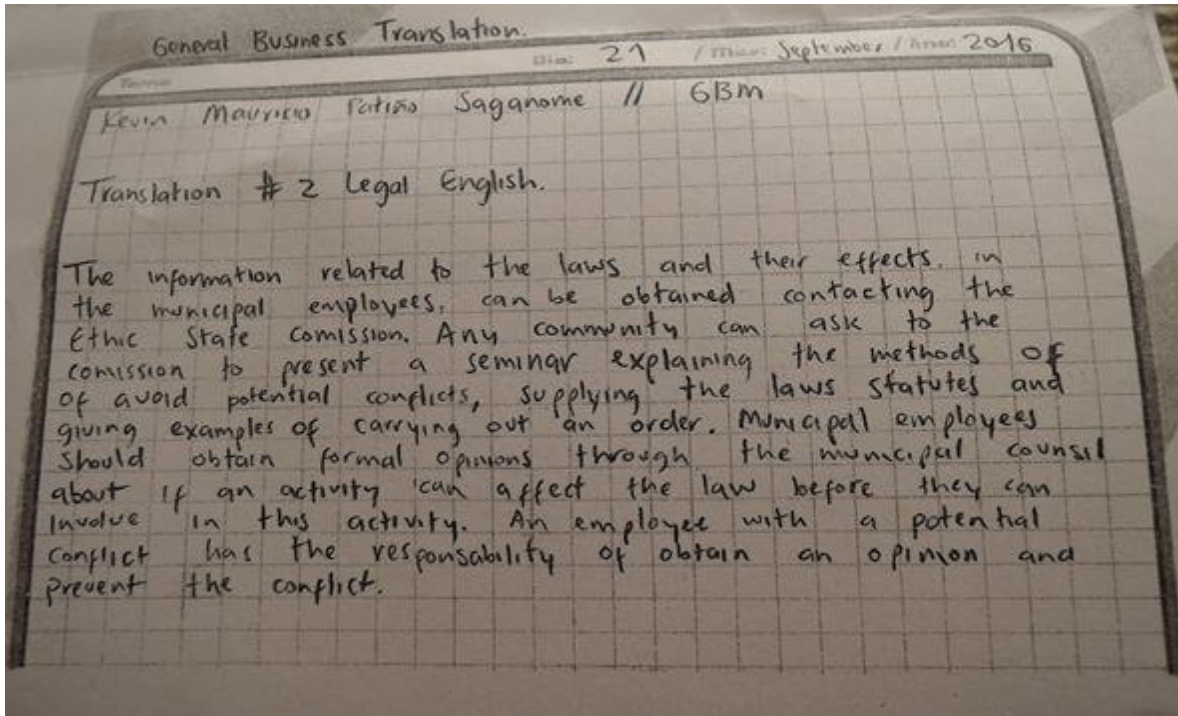 General Business Translation.
Dia: 21 / Mes: September / Año: 2016
Kevin Mauricio Patiño Saganome // 6BM
Translation # 2 Legal English.
The information related to the laws and their effects. in
the municipal employees, can be obtained contacting the
Ethic State Comission. Any community can ask to the
comission to present a seminar explaining the methods of
of avoid potential conflicts, supplying the laws statutes and
giving examples of carrying out an order. Municipall employees
should obtain formal opinions through the municipal counsil
about if an activity can affect the law before they can
involve in this activity. An employee with a potential
conflict has the responsability of obtain an opinion and
prevent the conflict.